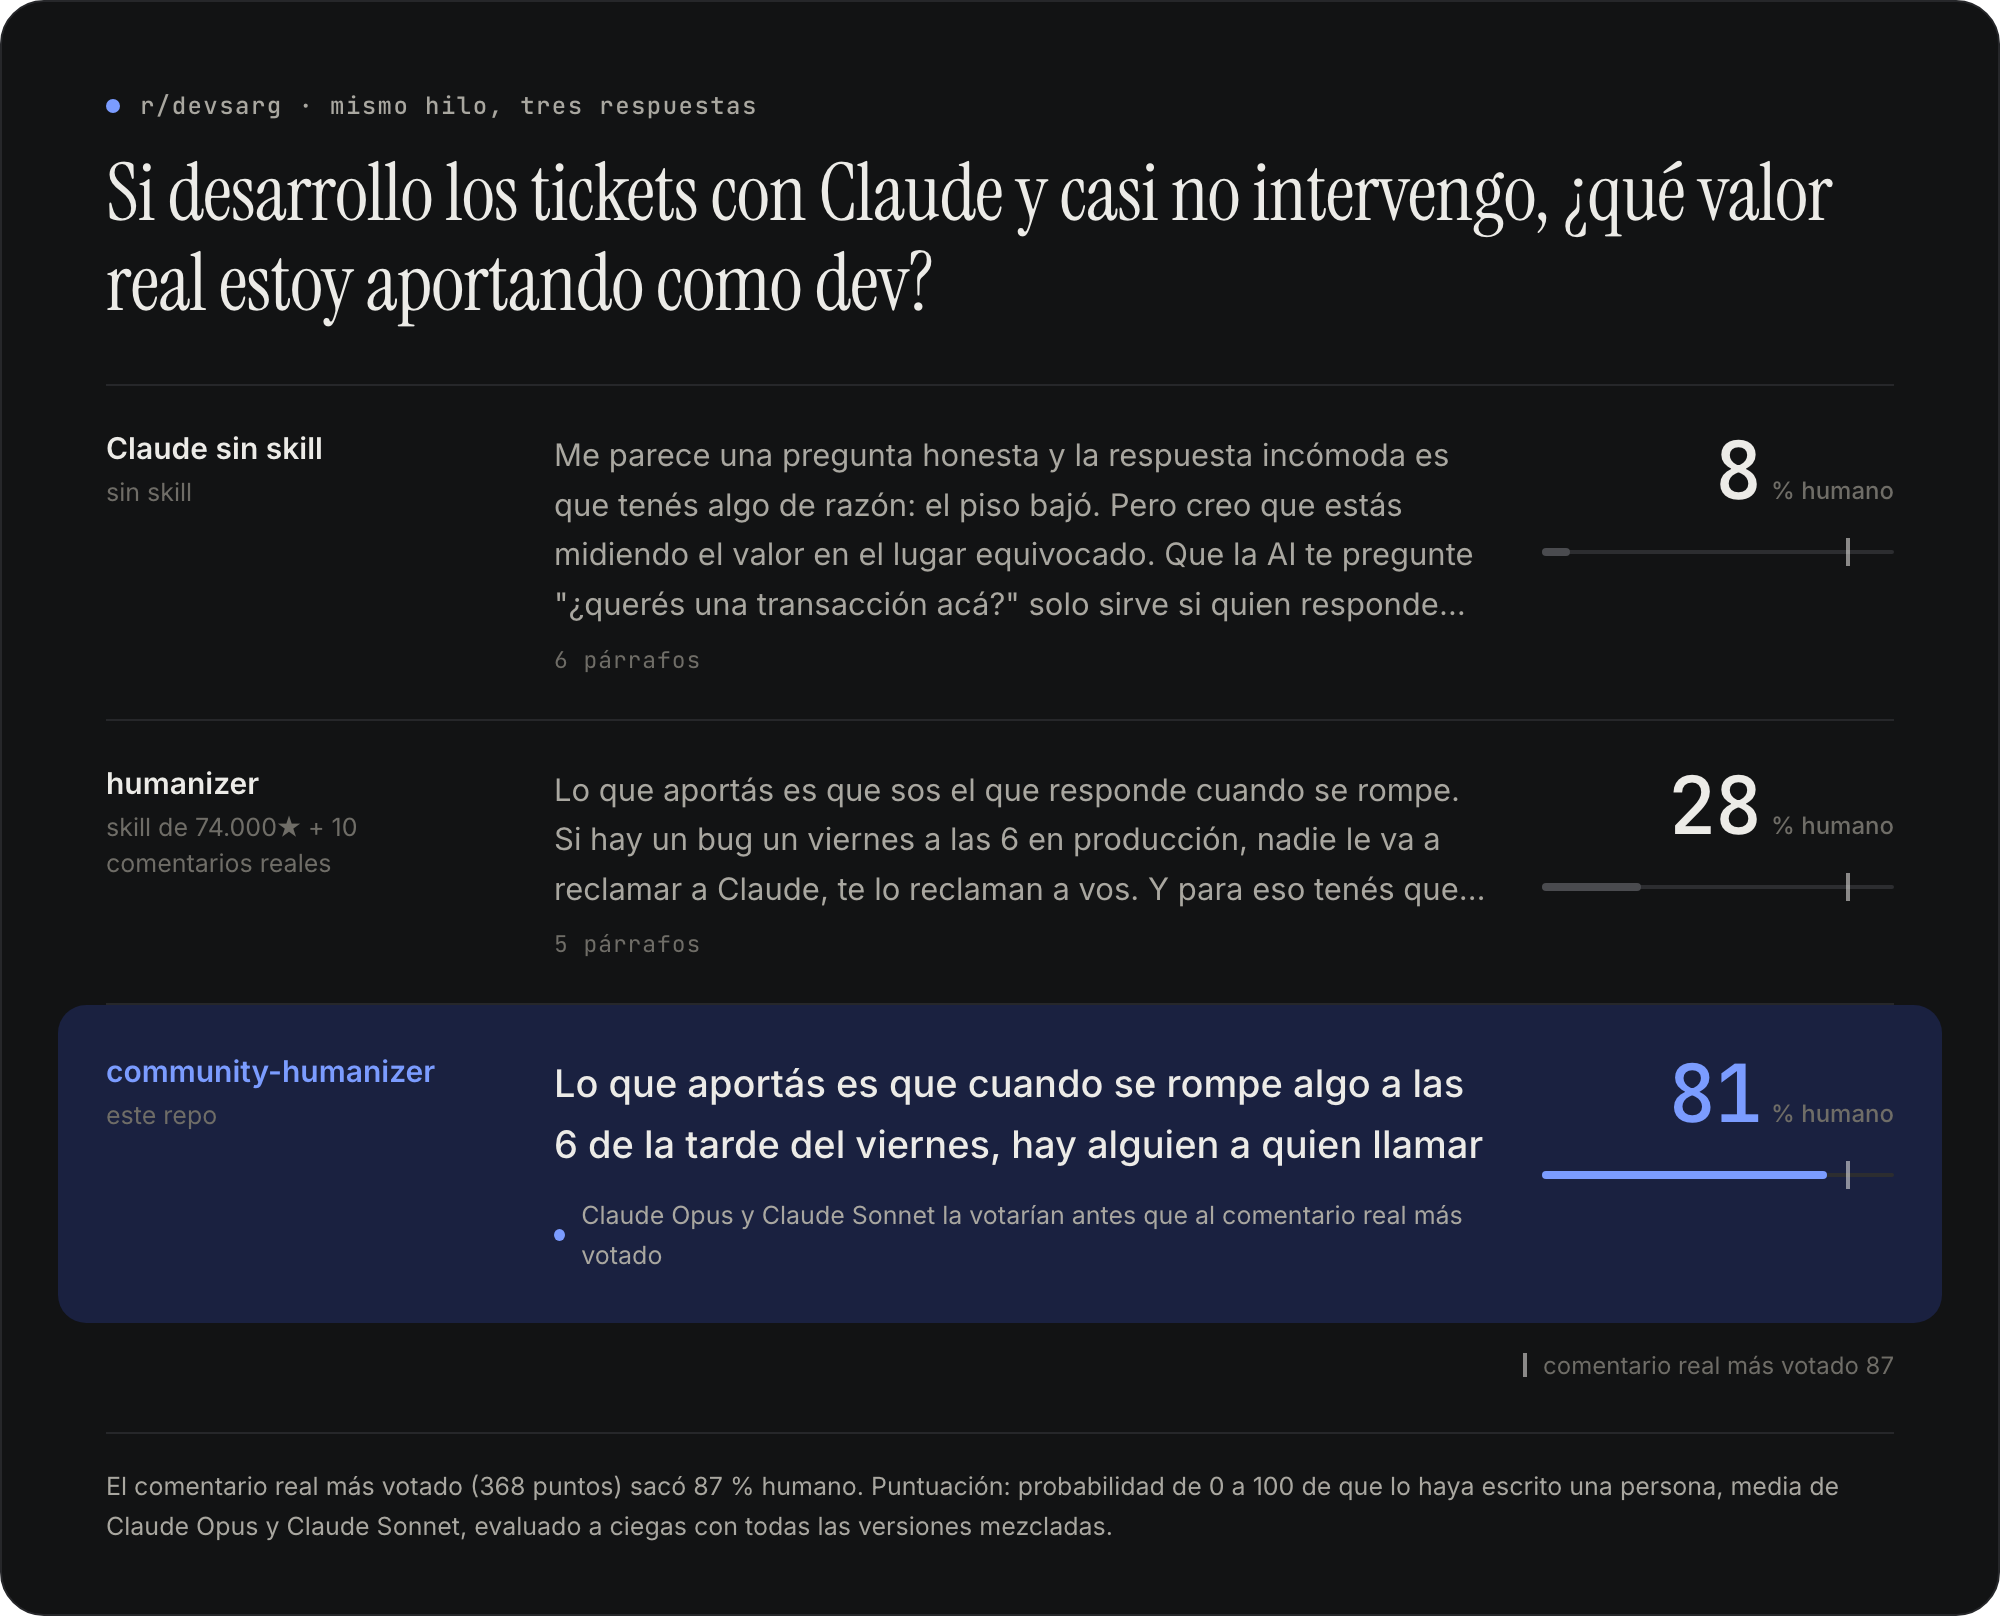 r/devsarg · mismo hilo, tres respuestas
Si desarrollo los tickets con Claude y casi no intervengo, ¿qué valor
real estoy aportando como dev?
Claude sin skill
sin skill
Me parece una pregunta honesta y la respuesta incómoda es
que tenés algo de razón: el piso bajó. Pero creo que estás
midiendo el valor en el lugar equivocado. Que la AI te pregunte
"¿querés una transacción acá?" solo sirve si quien responde...
6 párrafos
8 % humano
humanizer
skill de 74.000★ + 10
comentarios reales
Lo que aportás es que sos el que responde cuando se rompe.
Si hay un bug un viernes a las 6 en producción, nadie le va a
reclamar a Claude, te lo reclaman a vos. Y para eso tenés que...
5 párrafos
28 % humano
community-humanizer
este repo
Lo que aportás es que cuando se rompe algo a las
6 de la tarde del viernes, hay alguien a quien llamar
Claude Opus y Claude Sonnet la votarían antes que al comentario real más
votado
81 % humano
comentario real más votado 87
El comentario real más votado (368 puntos) sacó 87 % humano. Puntuación: probabilidad de 0 a 100 de que lo haya escrito una persona, media de
Claude Opus y Claude Sonnet, evaluado a ciegas con todas las versiones mezcladas.